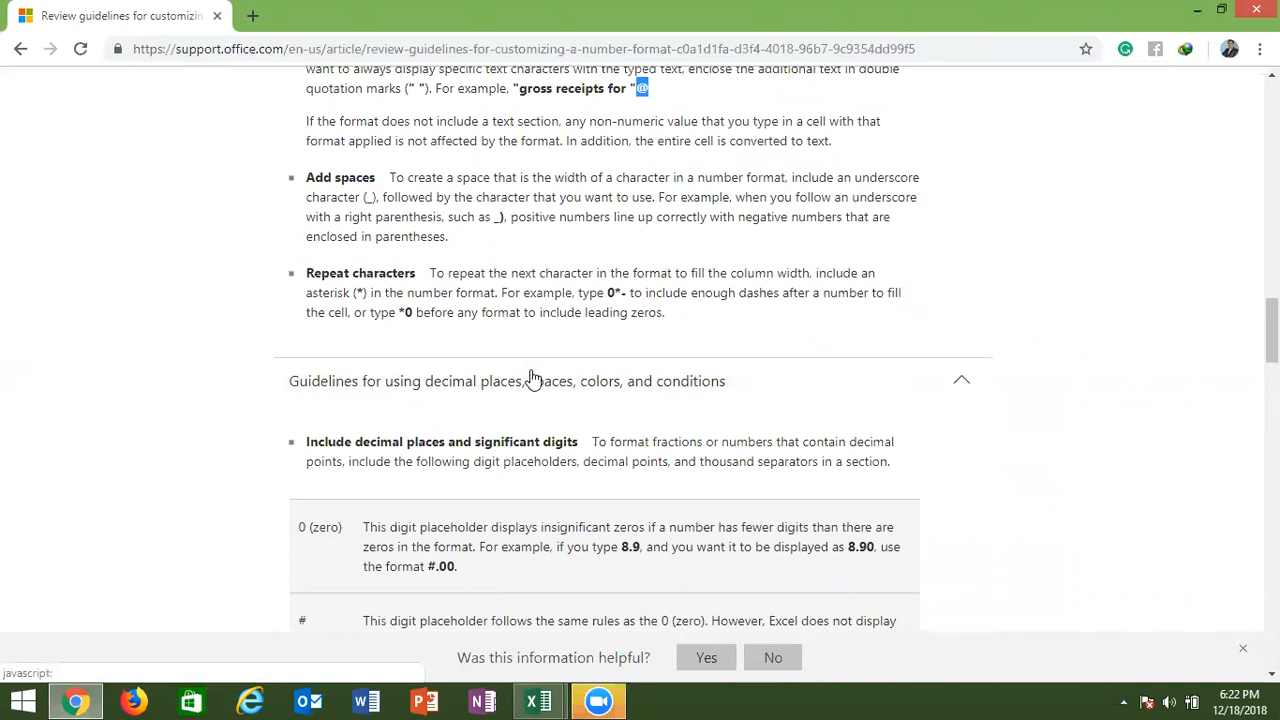 Review guidelines for customizin
https://support.office.com/en-us/article/review-guidelines-for-customizing-a-number-format-c0a1d1fa-d3f4-4018-96b7-9c9354dd99f5
want to always display specific text characters with the typed text, enclose the additional text in double
quotation marks (" "). For example, "gross receipts for "@
If the format does not include a text section, any non-numeric value that you type in a cell with that
format applied is not affected by the format. In addition, the entire cell is converted to text.
Add spaces To create a space that is the width of a character in a number format, include an underscore
character (_), followed by the character that you want to use. For example, when you follow an underscore
with a right parenthesis, such as _), positive numbers line up correctly with negative numbers that are
enclosed in parentheses.
Repeat characters To repeat the next character in the format to fill the column width, include an
asterisk (*) in the number format. For example, type 0*- to include enough dashes after a number to fill
the cell, or type *0 before any format to include leading zeros.
Guidelines for using decimal places, spaces, colors, and conditions
Include decimal places and significant digits To format fractions or numbers that contain decimal
points, include the following digit placeholders, decimal points, and thousand separators in a section.
0 (zero) This digit placeholder displays insignificant zeros if a number has fewer digits than there are
zeros in the format. For example, if you type 8.9, and you want it to be displayed as 8.90, use
the format #.00.
# This digit placeholder follows the same rules as the 0 (zero). However, Excel does not display
Was this information helpful? Yes No
javascript:
6:22 PM
12/18/2018